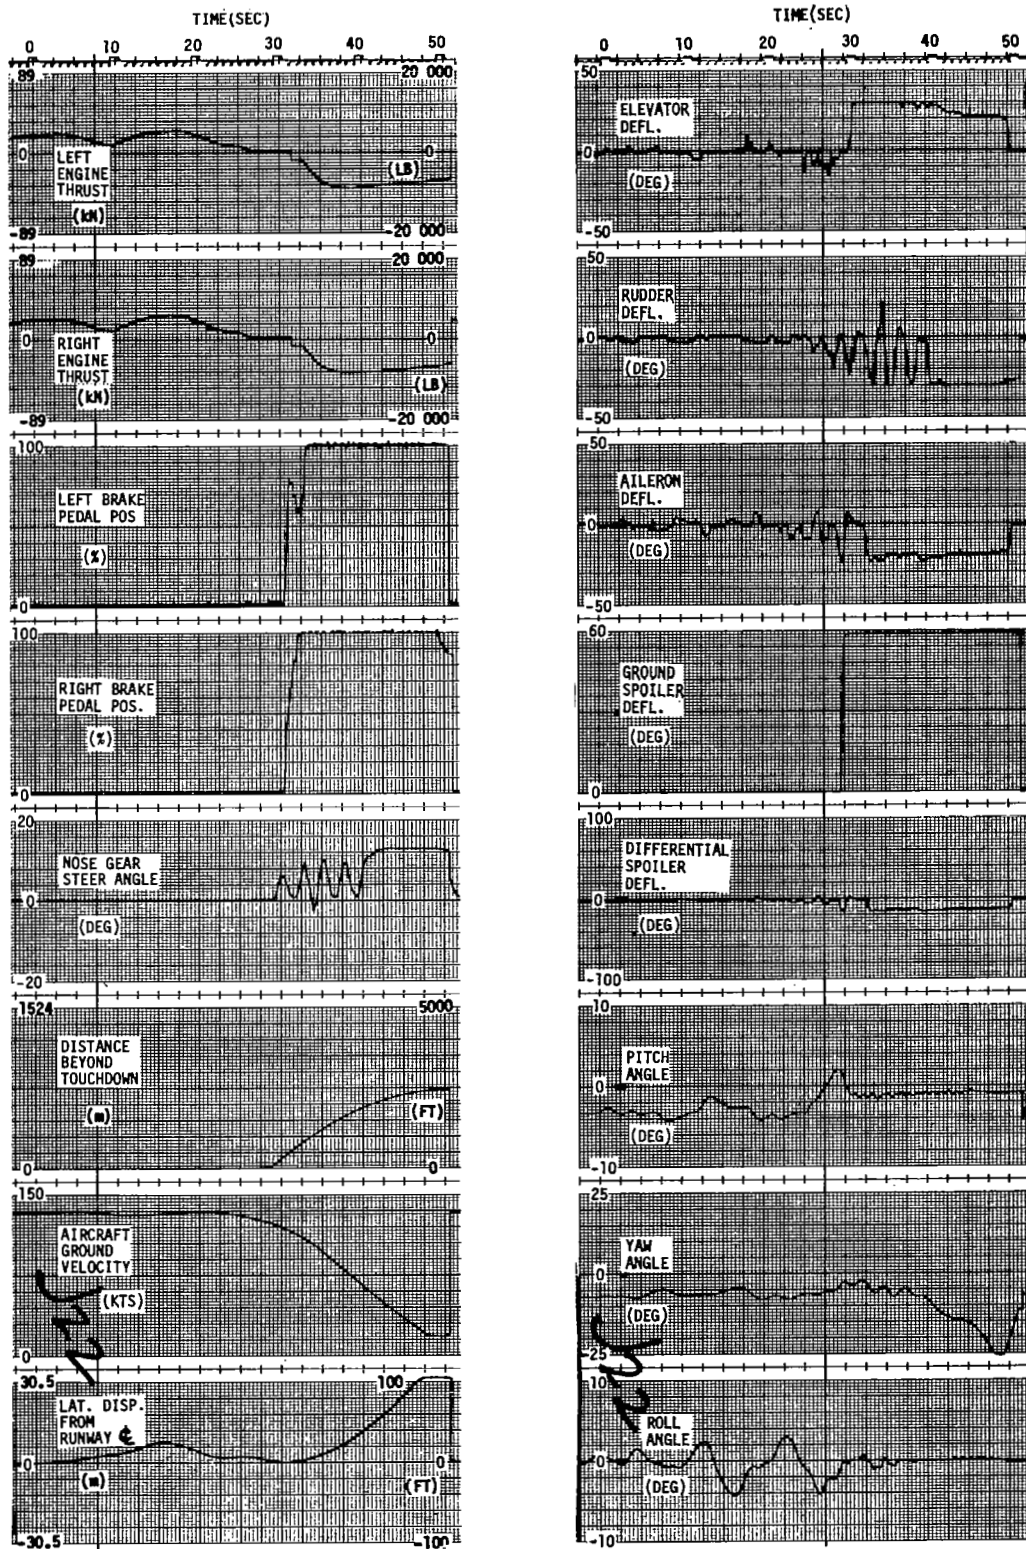 TIME(SEC)
0 10 20 30 40 50
89 20 000
0 0
LEFT
ENGINE
THRUST
(kN)
(LB)
-89 -20 000
89 20 000
0 0
RIGHT
ENGINE
THRUST
(kN)
(LB)
-89 -20 000
100
LEFT BRAKE
PEDAL POS
(%)
0
100
RIGHT BRAKE
PEDAL POS.
(%)
0
20
NOSE GEAR
STEER ANGLE
0
(DEG)
-20
1524 5000
DISTANCE
BEYOND
TOUCHDOWN
(m)
(FT)
0 0
150
AIRCRAFT
GROUND
VELOCITY
(KTS)
0
30.5 100
LAT. DISP.
FROM
RUNWAY ℄
0 0
(m)
(FT)
-30.5 -100
TIME(SEC)
0 10 20 30 40 50
50
ELEVATOR
DEFL.
0
(DEG)
-50
50
RUDDER
DEFL.
0
(DEG)
-50
50
AILERON
DEFL.
0
(DEG)
-50
60
GROUND
SPOILER
DEFL.
(DEG)
0
100
DIFFERENTIAL
SPOILER
DEFL.
0
(DEG)
-100
10
PITCH
ANGLE
0
(DEG)
-10
25
YAW
ANGLE
0
(DEG)
-25
10
ROLL
ANGLE
0
(DEG)
-10